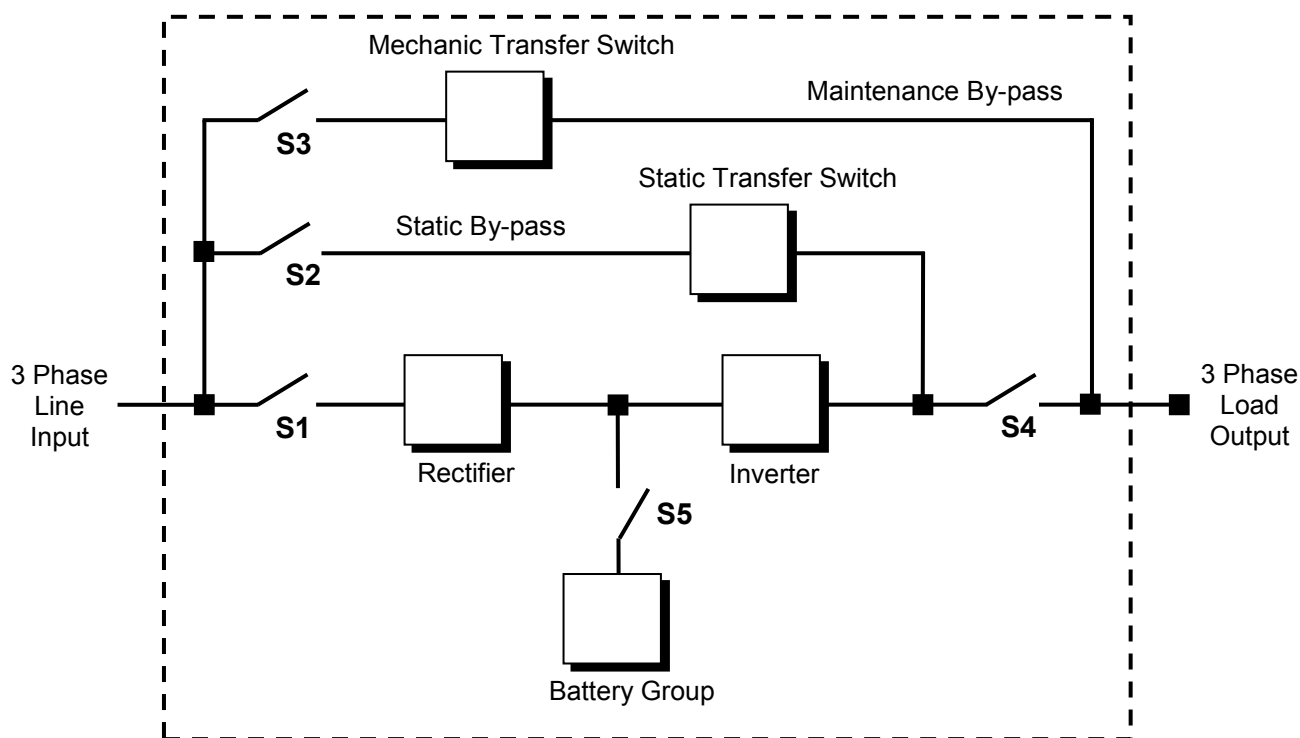 Mechanic Transfer Switch
Maintenance By-pass
S3
Static Transfer Switch
Static By-pass
S2
3 Phase
Line
Input
S1
Rectifier
Inverter
S4
3 Phase
Load
Output
S5
Battery Group